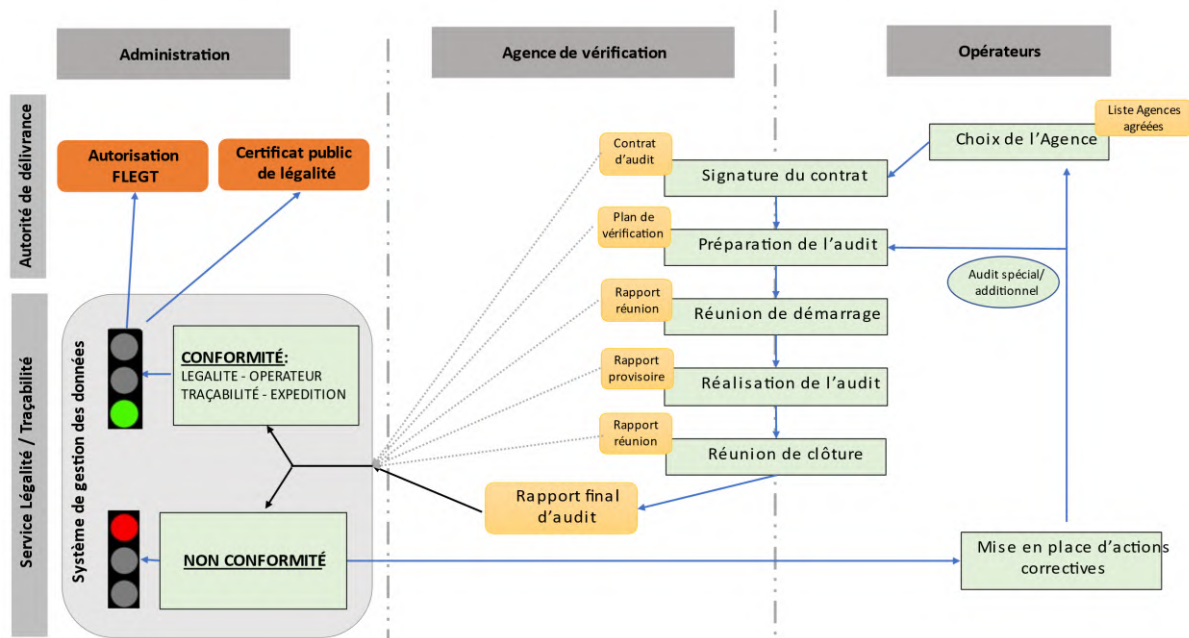 Administration
Agence de vérification
Opérateurs
Autorité de délivrance
Liste Agences
agréées
Choix de l'Agence
Autorisation
FLEGT
Certificat public
de légalité
Contrat
d'audit
Signature du contrat
Plan de
vérification
Préparation de l'audit
Audit spécial/
additionnel
Rapport
réunion
Réunion de démarrage
Service Légalité / Traçabilité
Système de gestion des données
CONFORMITÉ:
LEGALITE - OPERATEUR
TRAÇABILITÉ - EXPEDITION
Rapport
provisoire
Réalisation de l'audit
Rapport
réunion
Réunion de clôture
Rapport final
d'audit
NON CONFORMITÉ
Mise en place d'actions
correctives